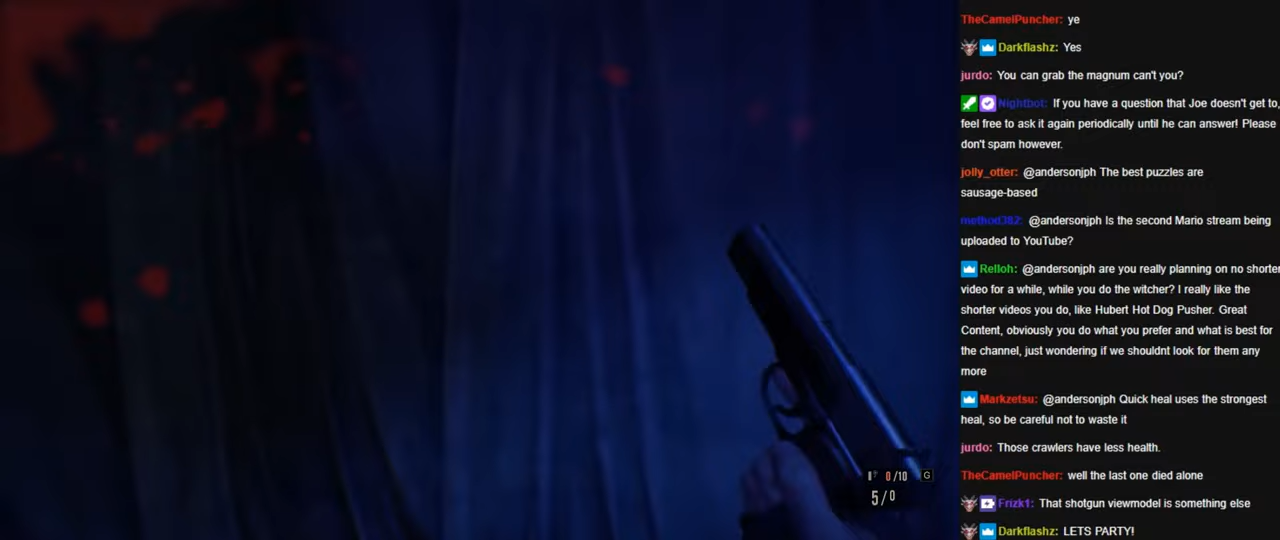 TheCamelPuncher: ye
Darkflashz: Yes
jurdo: You can grab the magnum can't you?
Nightbot: If you have a question that Joe doesn't get to,
feel free to ask it again periodically until he can answer! Please
don't spam however.
jolly_otter: @andersonjph The best puzzles are
sausage-based
method382: @andersonjph Is the second Mario stream being
uploaded to YouTube?
Relloh: @andersonjph are you really planning on no shorter
video for a while, while you do the witcher? I really like the
shorter videos you do, like Hubert Hot Dog Pusher. Great
Content, obviously you do what you prefer and what is best for
the channel, just wondering if we shouldnt look for them any
more
Markzetsu: @andersonjph Quick heal uses the strongest
heal, so be careful not to waste it
jurdo: Those crawlers have less health.
TheCamelPuncher: well the last one died alone
Frizk1: That shotgun viewmodel is something else
Darkflashz: LETS PARTY!
0/10 G
5/0